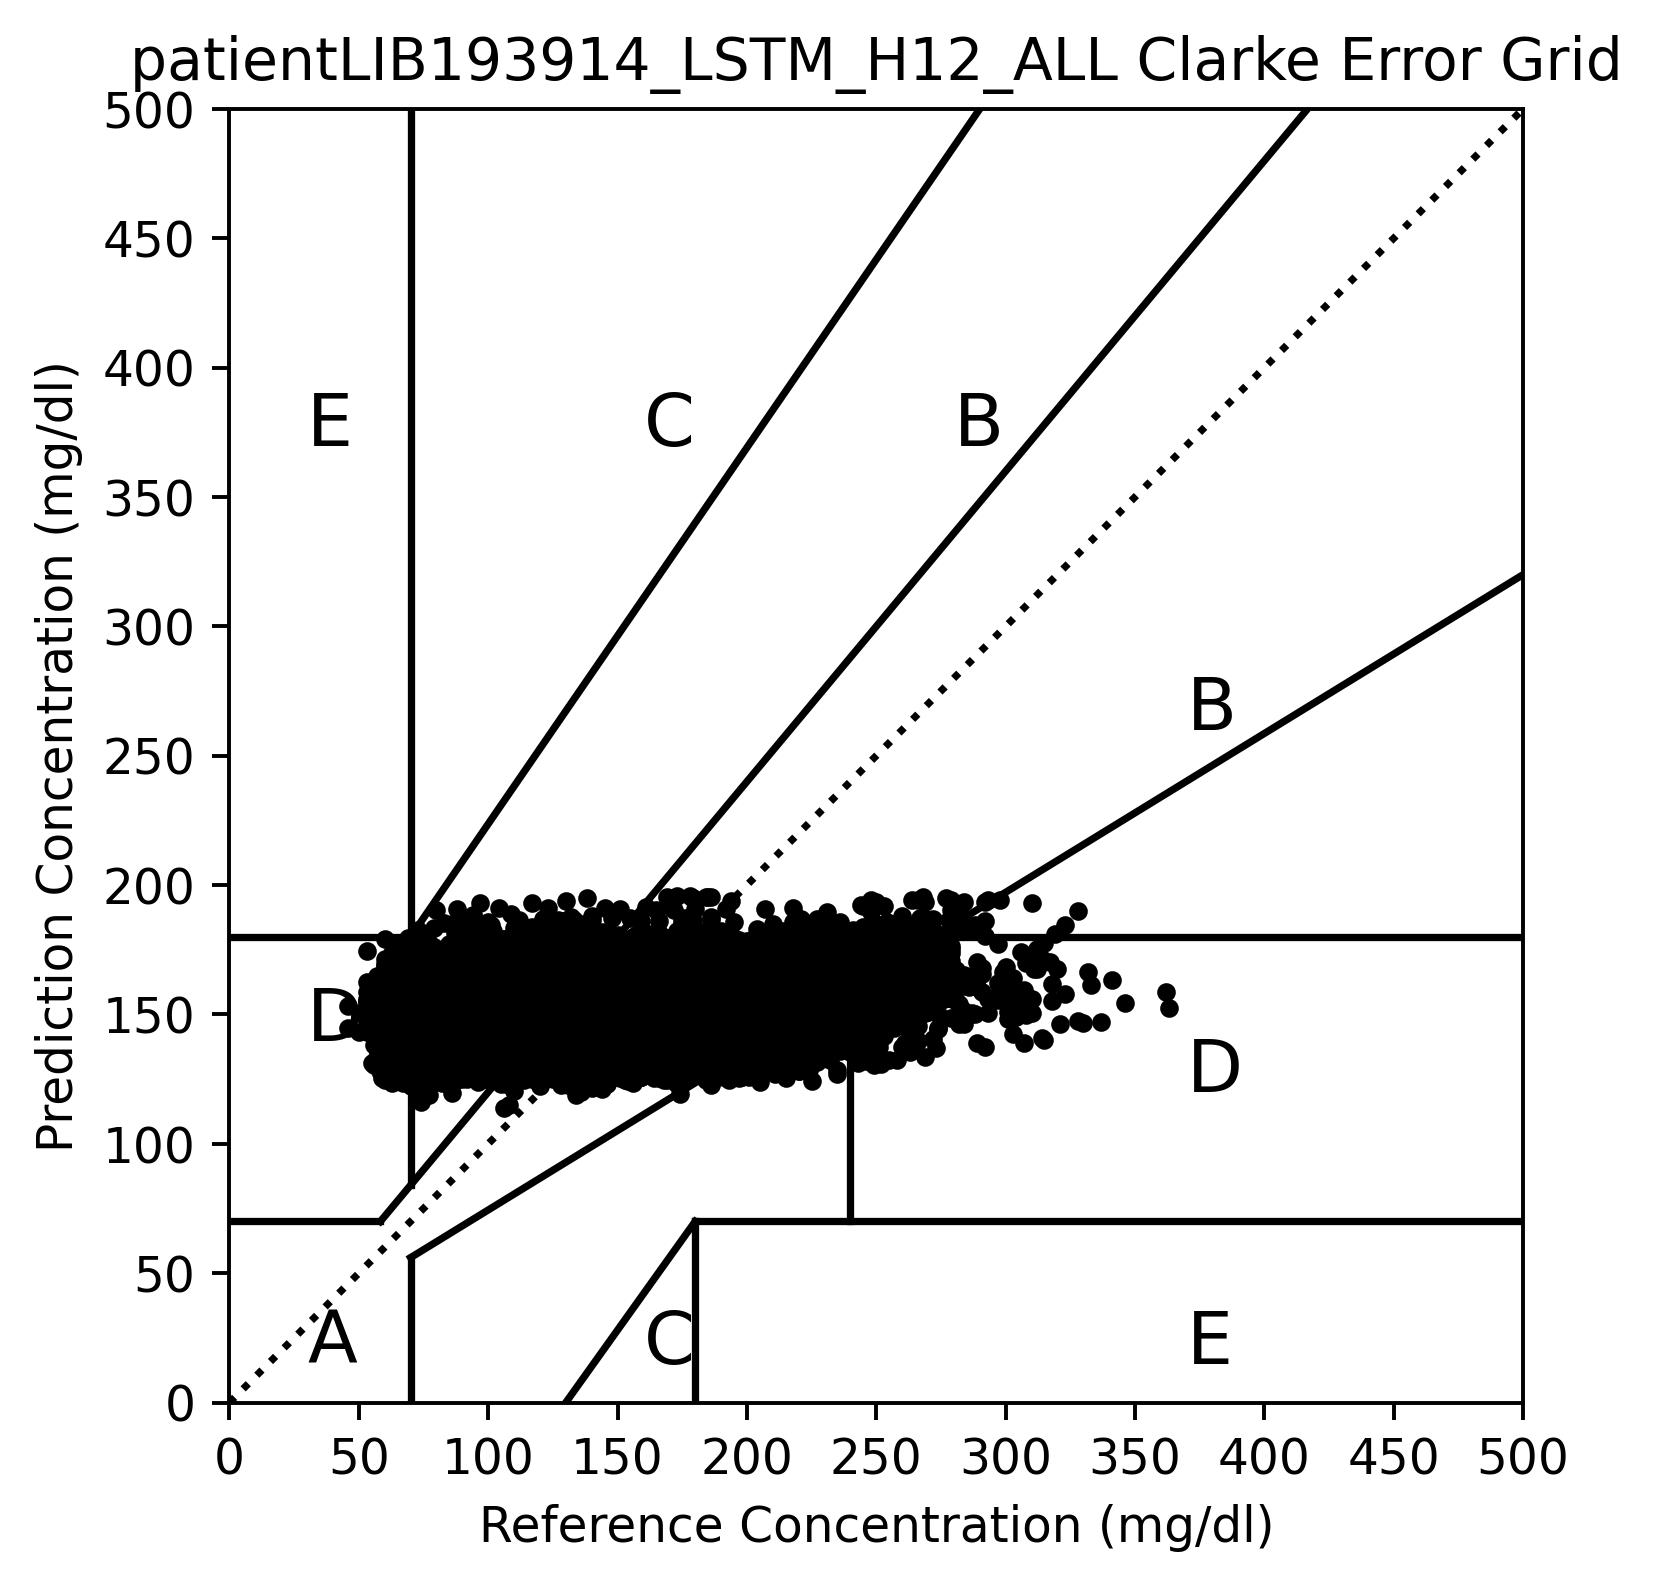 patientLIB193914_LSTM_H12_ALL Clarke Error Grid
500
450
400
350
300
250
200
150
100
50
0
Prediction Concentration (mg/dl)
E
C
B
B
D
D
A
C
E
0 50 100 150 200 250 300 350 400 450 500
Reference Concentration (mg/dl)